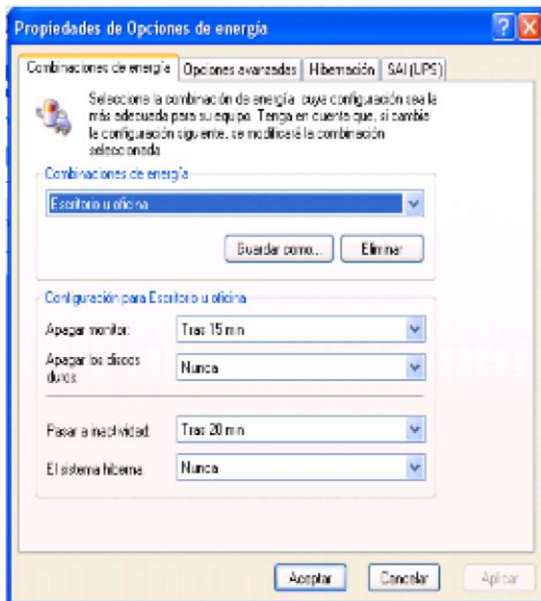 Propiedades de Opciones de energía
Combinaciones de energía
Opciones avanzadas
Hibernación
SAI (UPS)
Seleccione la combinación de energía cuya configuración sea la
más adecuada para su equipo. Tenga en cuenta que, si cambia
la configuración siguiente, se modificará la combinación
seleccionada
Combinaciones de energía
Escritorio u oficina
Guardar como...
Eliminar
Configuración para Escritorio u oficina
Apagar monitor:
Tras 15 min
Apagar los discos
duros:
Nunca
Pasar a inactividad:
Tras 20 min
El sistema hiberna:
Nunca
Aceptar
Cancelar
Aplicar